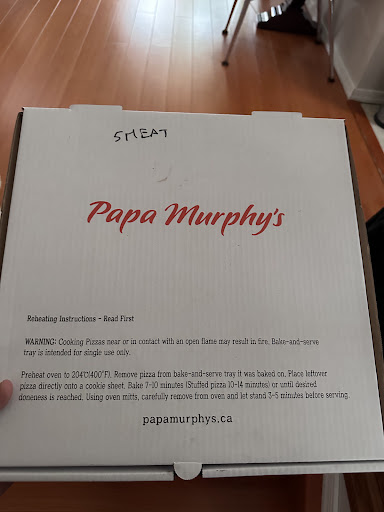 5MEAT
Papa Murphy's
Reheating Instructions - Read First
WARNING: Cooking Pizzas near or in contact with an open flame may result in fire. Bake-and-serve
tray is intended for single use only.
Preheat oven to 204°C(400°F). Remove pizza from bake-and-serve tray it was baked on. Place leftover
pizza directly onto a cookie sheet. Bake 7-10 minutes (Stuffed pizza 10-14 minutes) or until desired
doneness is reached. Using oven mitts, carefully remove from oven and let stand 3-5 minutes before serving.
papamurphys.ca